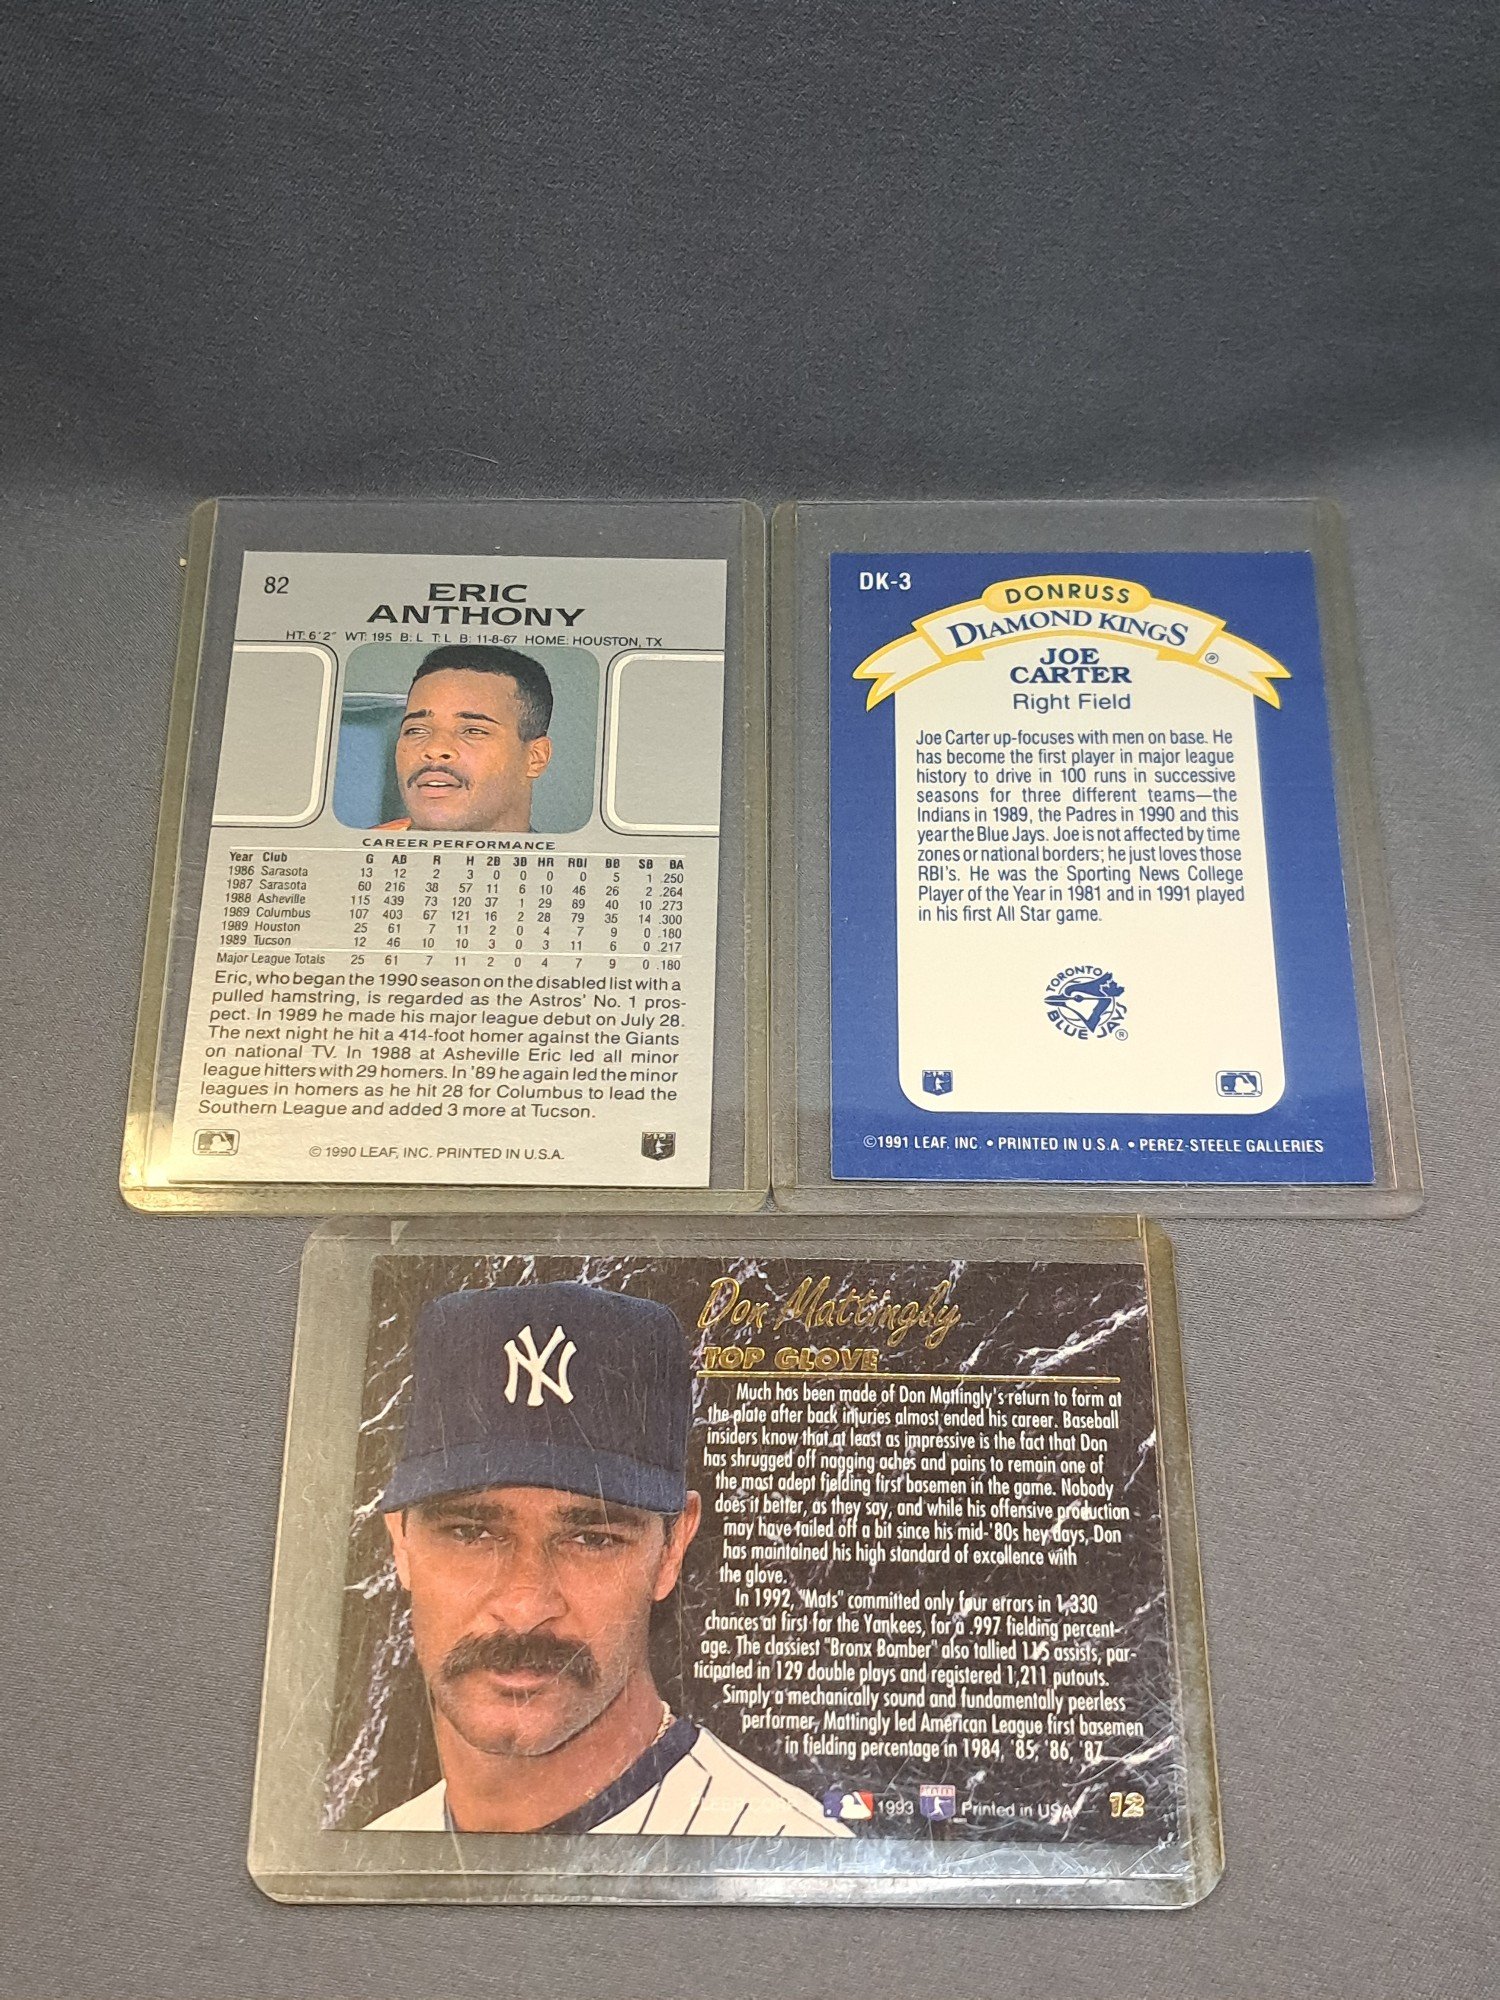 82
ERIC
ANTHONY
HT: 6'2" WT: 195 B: L T: L B: 11-8-67 HOME: HOUSTON, TX
CAREER PERFORMANCE
Year Club G AB R H 2B 3B HR RBI BB SB BA
1986 Sarasota 13 12 2 3 0 0 0 0 5 1 .250
1987 Sarasota 60 216 38 57 11 6 10 46 26 2 .264
1988 Asheville 115 439 73 120 37 1 29 89 40 10 .273
1989 Columbus 107 403 67 121 16 2 28 79 35 14 .300
1989 Houston 25 61 7 11 2 0 4 7 9 0 .180
1989 Tucson 12 46 10 10 3 0 3 11 6 0 .217
Major League Totals 25 61 7 11 2 0 4 7 9 0 .180
Eric, who began the 1990 season on the disabled list with a
pulled hamstring, is regarded as the Astros' No. 1 pros-
pect. In 1989 he made his major league debut on July 28.
The next night he hit a 414-foot homer against the Giants
on national TV. In 1988 at Asheville Eric led all minor
league hitters with 29 homers. In '89 he again led the minor
leagues in homers as he hit 28 for Columbus to lead the
Southern League and added 3 more at Tucson.
© 1990 LEAF, INC. PRINTED IN U.S.A.
DK-3
DONRUSS
DIAMOND KINGS®
JOE
CARTER
Right Field
Joe Carter up-focuses with men on base. He
has become the first player in major league
history to drive in 100 runs in successive
seasons for three different teams—the
Indians in 1989, the Padres in 1990 and this
year the Blue Jays. Joe is not affected by time
zones or national borders; he just loves those
RBI's. He was the Sporting News College
Player of the Year in 1981 and in 1991 played
in his first All Star game.
TORONTO
BLUE JAYS®
©1991 LEAF, INC. • PRINTED IN U.S.A. • PEREZ-STEELE GALLERIES
NY
Don Mattingly
TOP GLOVE
Much has been made of Don Mattingly's return to form at
the plate after back injuries almost ended his career. Baseball
insiders know that at least as impressive is the fact that Don
has shrugged off nagging aches and pains to remain one of
the most adept fielding first basemen in the game. Nobody
does it better, as they say, and while his offensive production
may have tailed off a bit since his mid-'80s hey days, Don
has maintained his high standard of excellence with
the glove.
In 1992, "Mats" committed only four errors in 1,330
chances at first for the Yankees, for a .997 fielding percent-
age. The classiest "Bronx Bomber" also tallied 115 assists, par-
ticipated in 129 double plays and registered 1,211 putouts.
Simply a mechanically sound and fundamentally peerless
performer, Mattingly led American League first basemen
in fielding percentage in 1984, '85, '86, '87
1993 Printed in USA 12